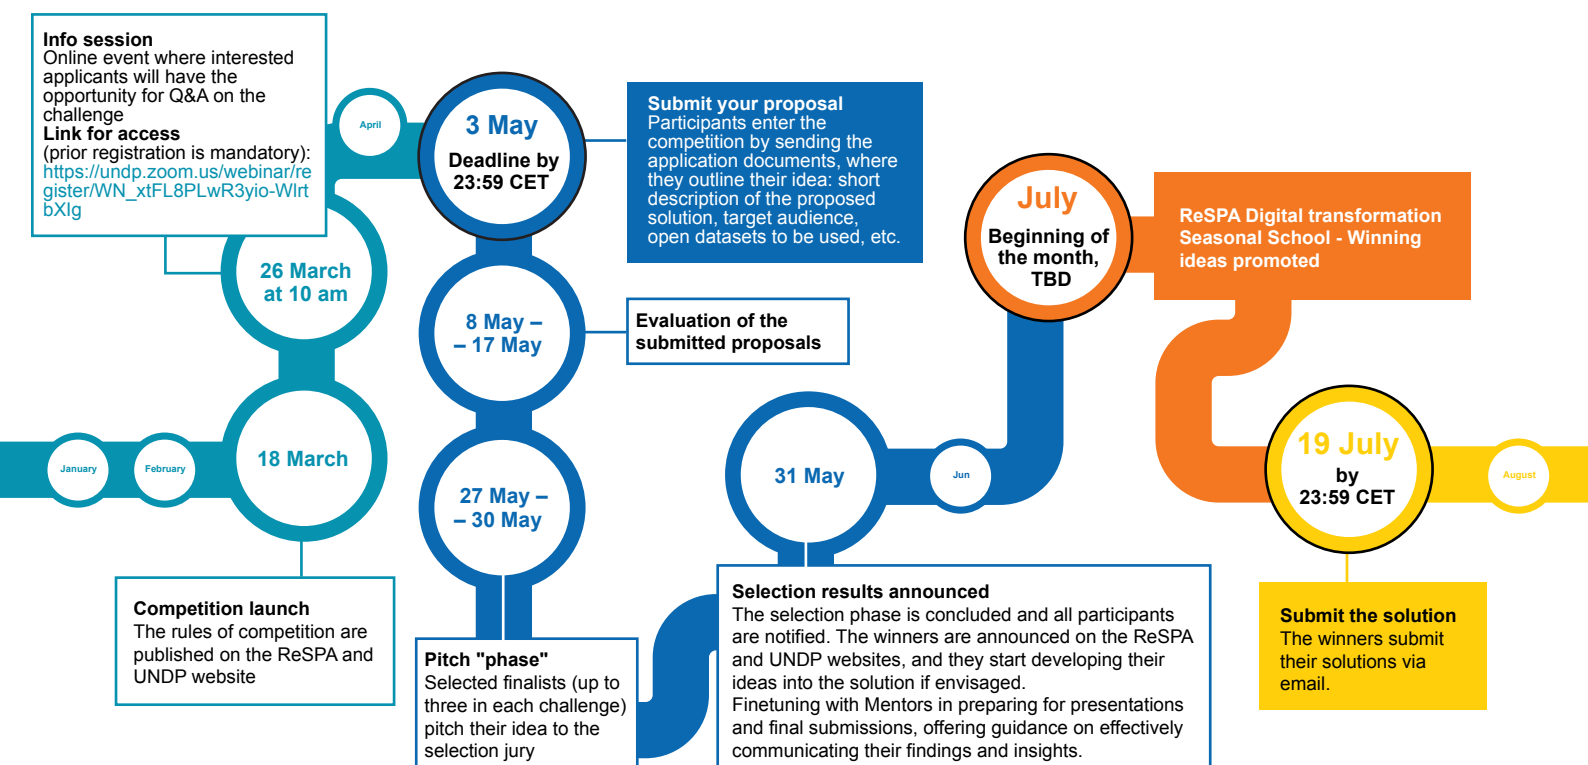 Info session
Online event where interested
applicants will have the
opportunity for Q&A on the
challenge
Link for access
(prior registration is mandatory):
https://undp.zoom.us/webinar/re
gister/WN_xtFL8PLwR3yio-WIrt
bXIg
26 March
at 10 am
January
February
18 March
Competition launch
The rules of competition are
published on the ReSPA and
UNDP website
April
3 May
Deadline by
23:59 CET
Submit your proposal
Participants enter the
competition by sending the
application documents, where
they outline their idea: short
description of the proposed
solution, target audience,
open datasets to be used, etc.
8 May –
– 17 May
Evaluation of the
submitted proposals
27 May –
– 30 May
Pitch "phase"
Selected finalists (up to
three in each challenge)
pitch their idea to the
selection jury
31 May
Selection results announced
The selection phase is concluded and all participants
are notified. The winners are announced on the ReSPA
and UNDP websites, and they start developing their
ideas into the solution if envisaged.
Finetuning with Mentors in preparing for presentations
and final submissions, offering guidance on effectively
communicating their findings and insights.
Jun
July
Beginning of
the month,
TBD
ReSPA Digital transformation
Seasonal School - Winning
ideas promoted
19 July
by
23:59 CET
Submit the solution
The winners submit
their solutions via
email.
August